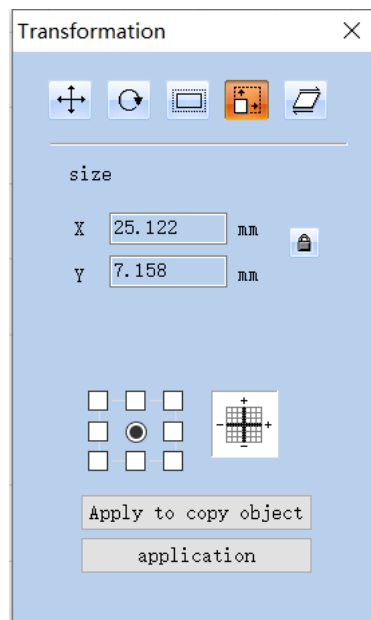 Transformation
size
X 25.122 mm
Y 7.158 mm
+
- +
-
Apply to copy object
application